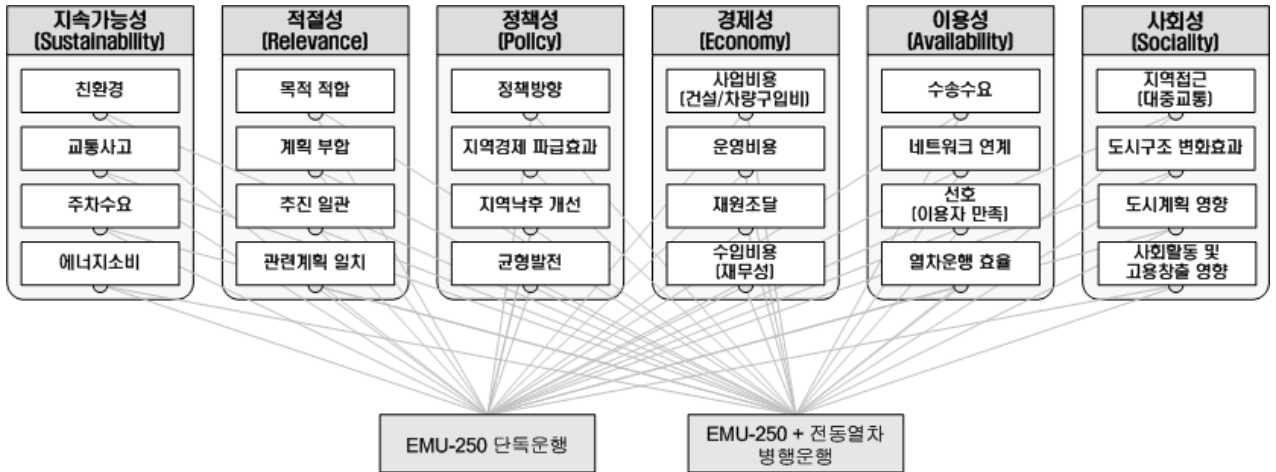 지속가능성
(Sustainability)
친환경
교통사고
주차수요
에너지소비
적절성
(Relevance)
목적 적합
계획 부합
추진 일관
관련계획 일치
정책성
(Policy)
정책방향
지역경제 파급효과
지역낙후 개선
균형발전
경제성
(Economy)
사업비용
(건설/차량구입비)
운영비용
재원조달
수입비용
(재무성)
이용성
(Availability)
수송수요
네트워크 연계
선호
(이용자 만족)
열차운행 효율
사회성
(Sociality)
지역접근
(대중교통)
도시구조 변화효과
도시계획 영향
사회활동 및
고용창출 영향
EMU-250 단독운행
EMU-250 + 전동열차
병행운행